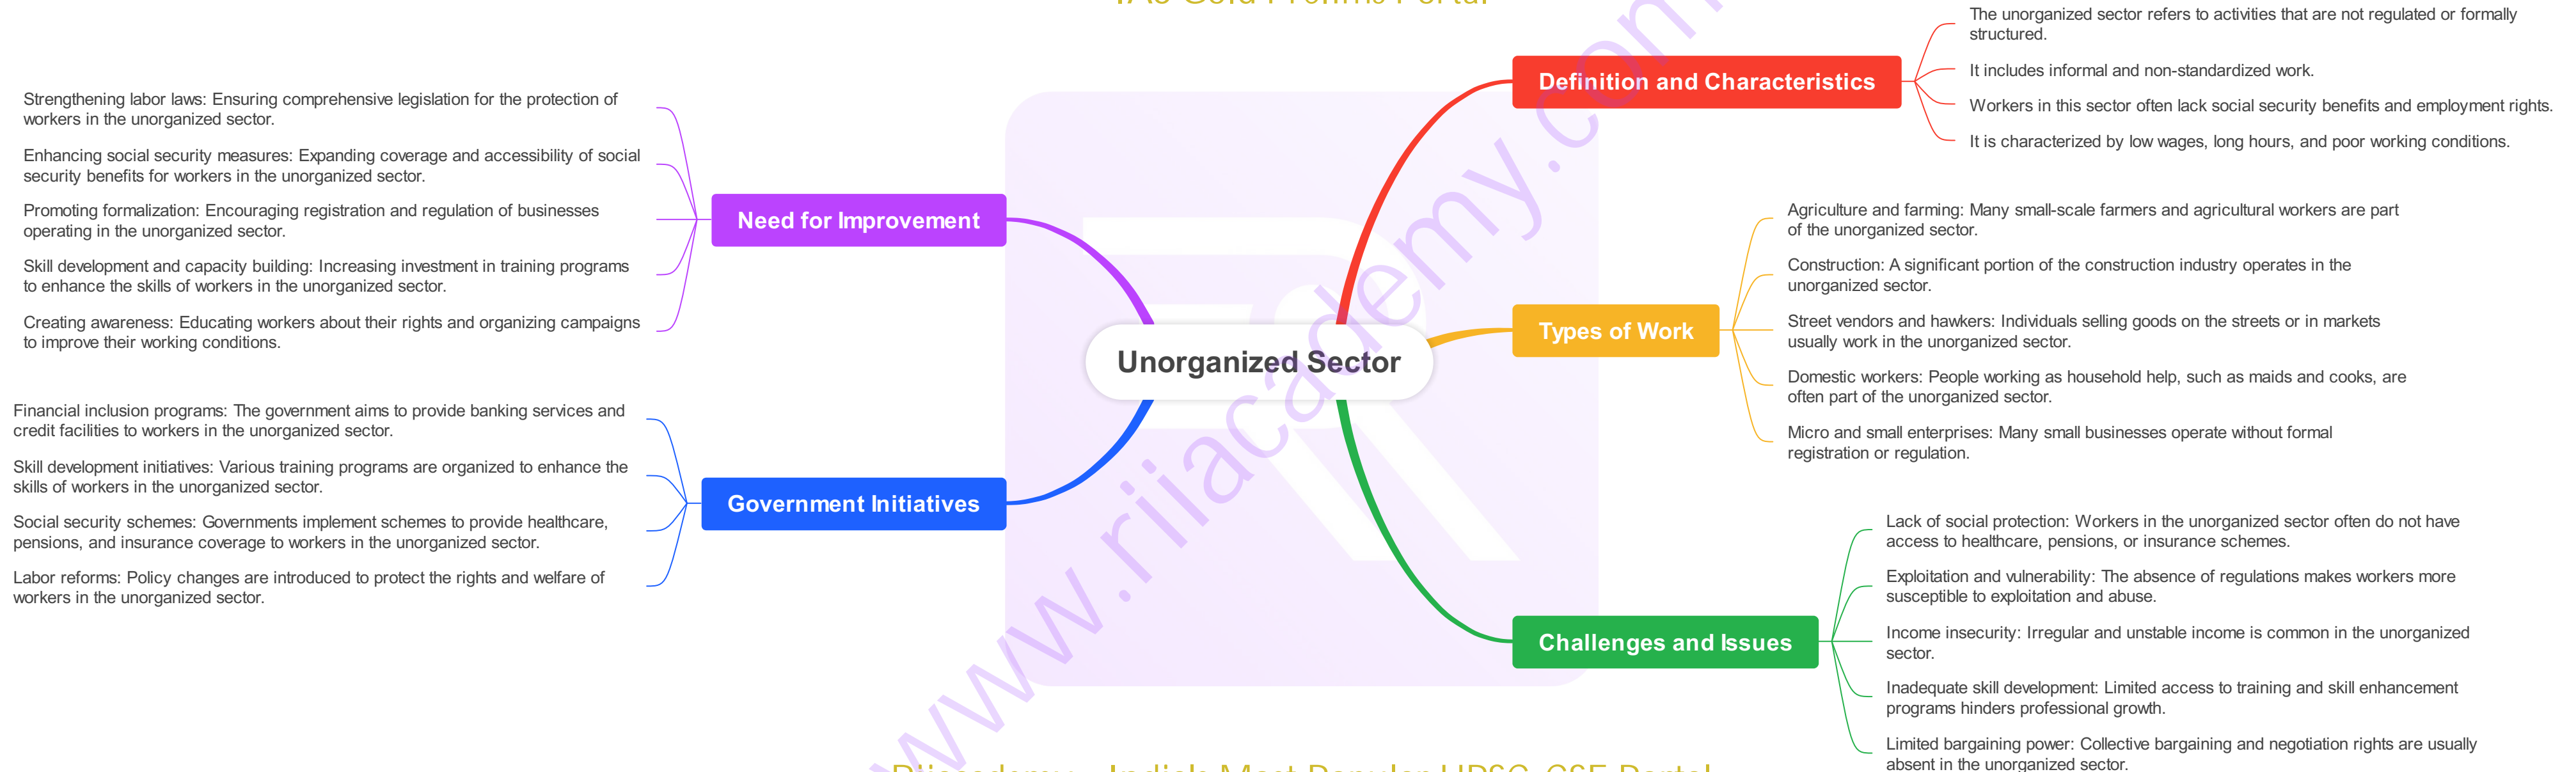 IAS Gold Prelims Portal
Unorganized Sector
Definition and Characteristics
The unorganized sector refers to activities that are not regulated or formally
structured.
It includes informal and non-standardized work.
Workers in this sector often lack social security benefits and employment rights.
It is characterized by low wages, long hours, and poor working conditions.
Types of Work
Agriculture and farming: Many small-scale farmers and agricultural workers are part
of the unorganized sector.
Construction: A significant portion of the construction industry operates in the
unorganized sector.
Street vendors and hawkers: Individuals selling goods on the streets or in markets
usually work in the unorganized sector.
Domestic workers: People working as household help, such as maids and cooks, are
often part of the unorganized sector.
Micro and small enterprises: Many small businesses operate without formal
registration or regulation.
Challenges and Issues
Lack of social protection: Workers in the unorganized sector often do not have
access to healthcare, pensions, or insurance schemes.
Exploitation and vulnerability: The absence of regulations makes workers more
susceptible to exploitation and abuse.
Income insecurity: Irregular and unstable income is common in the unorganized
sector.
Inadequate skill development: Limited access to training and skill enhancement
programs hinders professional growth.
Limited bargaining power: Collective bargaining and negotiation rights are usually
absent in the unorganized sector.
Need for Improvement
Strengthening labor laws: Ensuring comprehensive legislation for the protection of
workers in the unorganized sector.
Enhancing social security measures: Expanding coverage and accessibility of social
security benefits for workers in the unorganized sector.
Promoting formalization: Encouraging registration and regulation of businesses
operating in the unorganized sector.
Skill development and capacity building: Increasing investment in training programs
to enhance the skills of workers in the unorganized sector.
Creating awareness: Educating workers about their rights and organizing campaigns
to improve their working conditions.
Government Initiatives
Financial inclusion programs: The government aims to provide banking services and
credit facilities to workers in the unorganized sector.
Skill development initiatives: Various training programs are organized to enhance the
skills of workers in the unorganized sector.
Social security schemes: Governments implement schemes to provide healthcare,
pensions, and insurance coverage to workers in the unorganized sector.
Labor reforms: Policy changes are introduced to protect the rights and welfare of
workers in the unorganized sector.
www.rijacademy.com
India's Most Popular UPSC CSE Portal